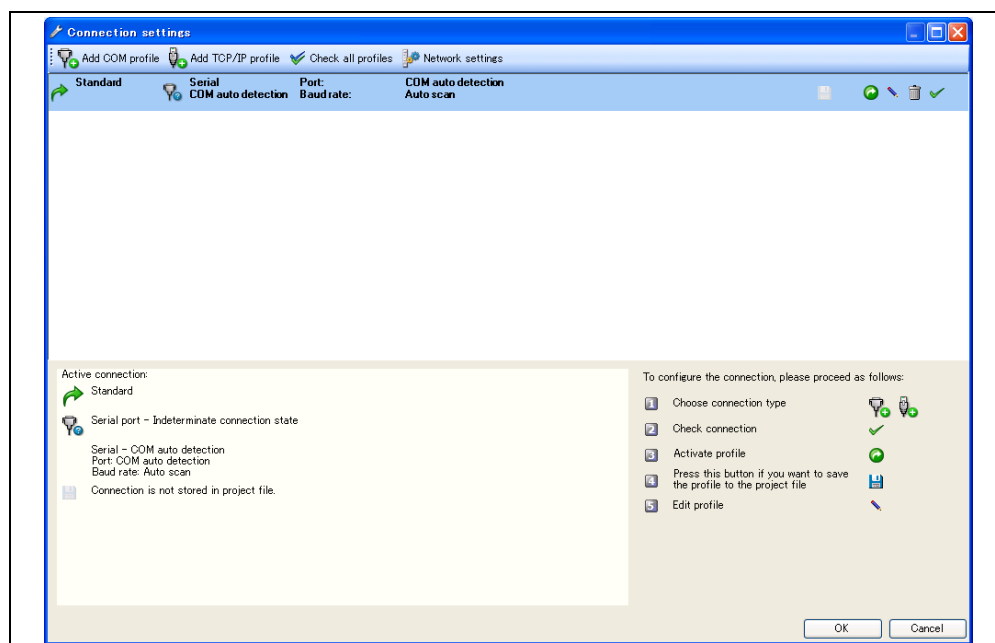 Connection settings
Add COM profile Add TCP/IP profile Check all profiles Network settings
Standard Serial Port: COM auto detection
COM auto detection Baud rate: Auto scan
Active connection:
Standard
Serial port - Indeterminate connection state
Serial - COM auto detection
Port: COM auto detection
Baud rate: Auto scan
Connection is not stored in project file.
To configure the connection, please proceed as follows:
1 Choose connection type
2 Check connection
3 Activate profile
4 Press this button if you want to save
the profile to the project file
5 Edit profile
OK Cancel